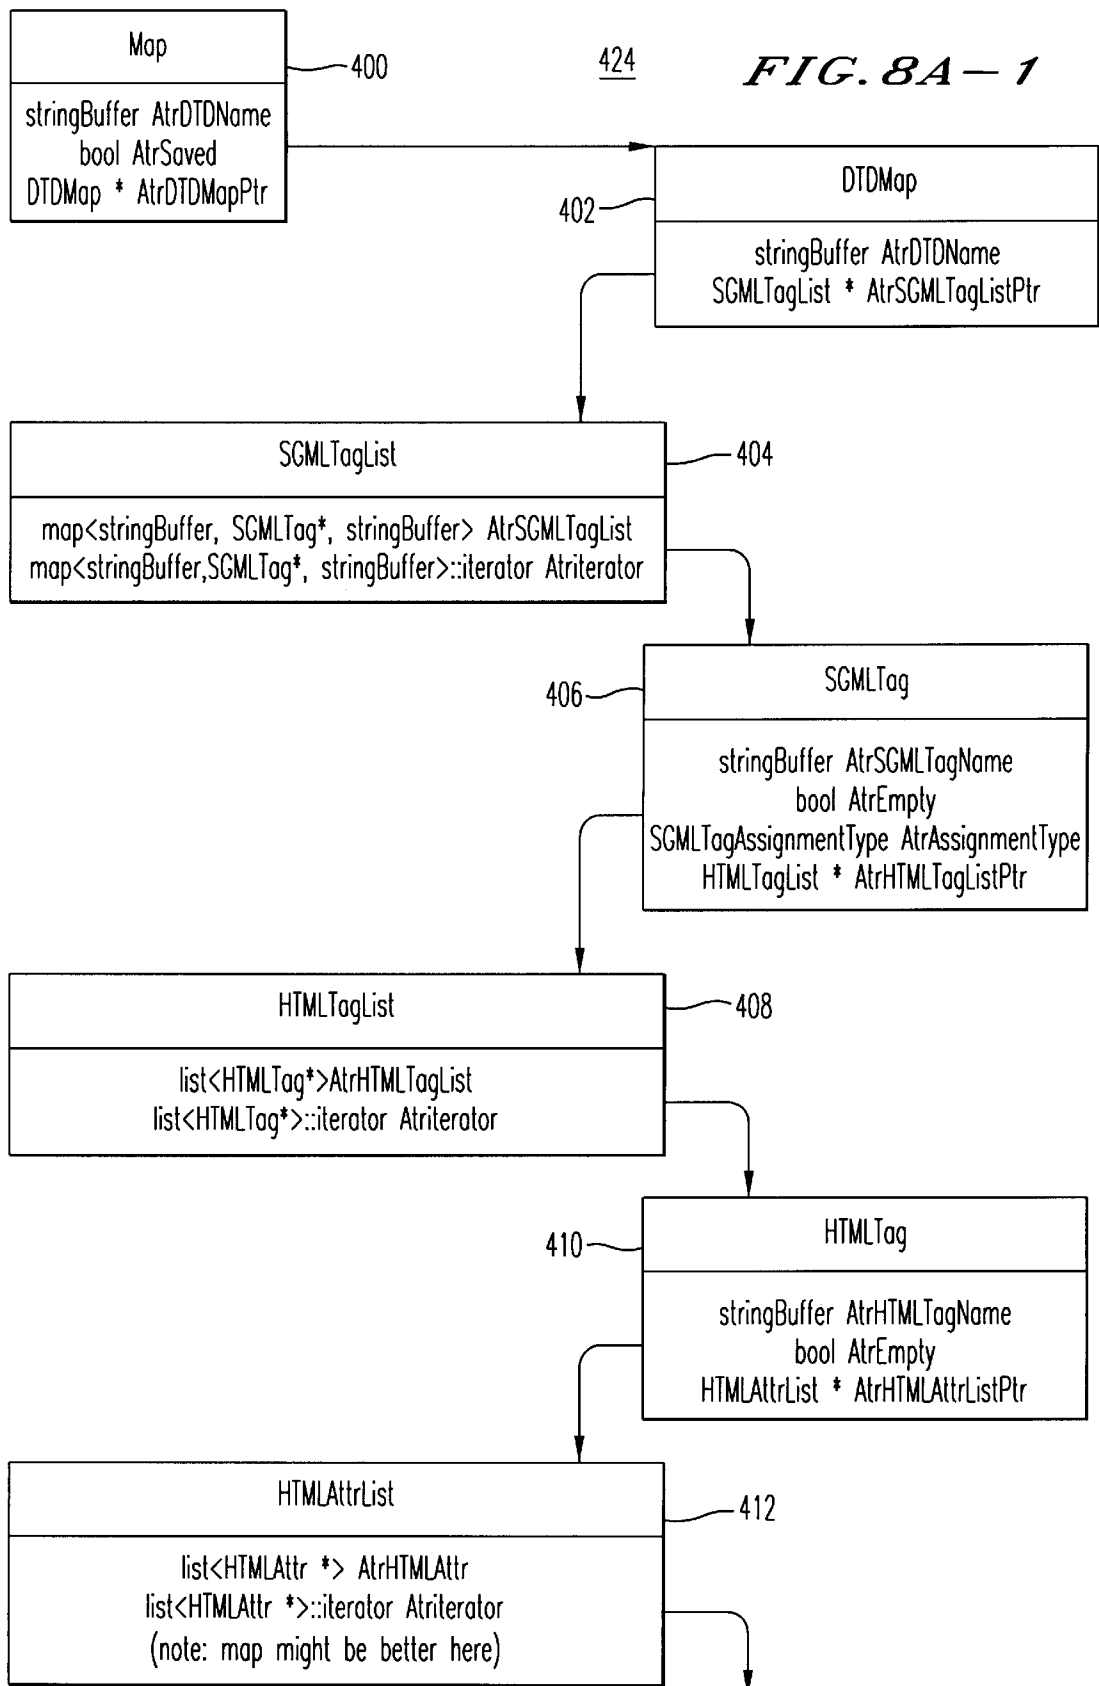 Map
400
424
FIG. 8A-1
stringBuffer AtrDTDName
bool AtrSaved
DTDMap * AtrDTDMapPtr
DTDMap
402
stringBuffer AtrDTDName
SGMLTagList * AtrSGMLTagListPtr
SGMLTagList
404
map<stringBuffer, SGMLTag*, stringBuffer> AtrSGMLTagList
map<stringBuffer,SGMLTag*, stringBuffer>::iterator Atriterator
SGMLTag
406
stringBuffer AtrSGMLTagName
bool AtrEmpty
SGMLTagAssignmentType AtrAssignmentType
HTMLTagList * AtrHTMLTagListPtr
HTMLTagList
408
list<HTMLTag*>AtrHTMLTagList
list<HTMLTag*>::iterator Atriterator
HTMLTag
410
stringBuffer AtrHTMLTagName
bool AtrEmpty
HTMLAttrList * AtrHTMLAttrListPtr
HTMLAttrList
412
list<HTMLAttr *> AtrHTMLAttr
list<HTMLAttr *>::iterator Atriterator
(note: map might be better here)